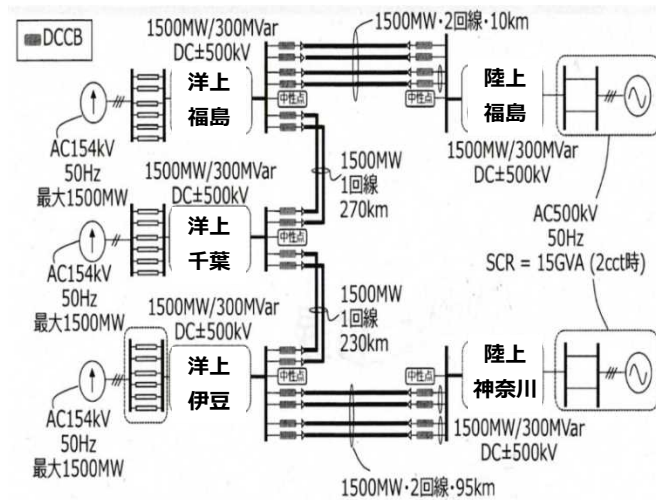 DCCB
1500MW/300MVar
DC±500kV
1500MW・2回線・10km
洋上
福島
中性点
中性点
陸上
福島
AC154kV
50Hz
最大1500MW
1500MW/300MVar
DC±500kV
1500MW
1回線
270km
1500MW/300MVar
DC±500kV
AC500kV
50Hz
SCR = 15GVA (2cct時)
洋上
千葉
中性点
AC154kV
50Hz
最大1500MW
1500MW/300MVar
DC±500kV
1500MW
1回線
230km
洋上
伊豆
中性点
中性点
陸上
神奈川
AC154kV
50Hz
最大1500MW
1500MW/300MVar
DC±500kV
1500MW・2回線・95km